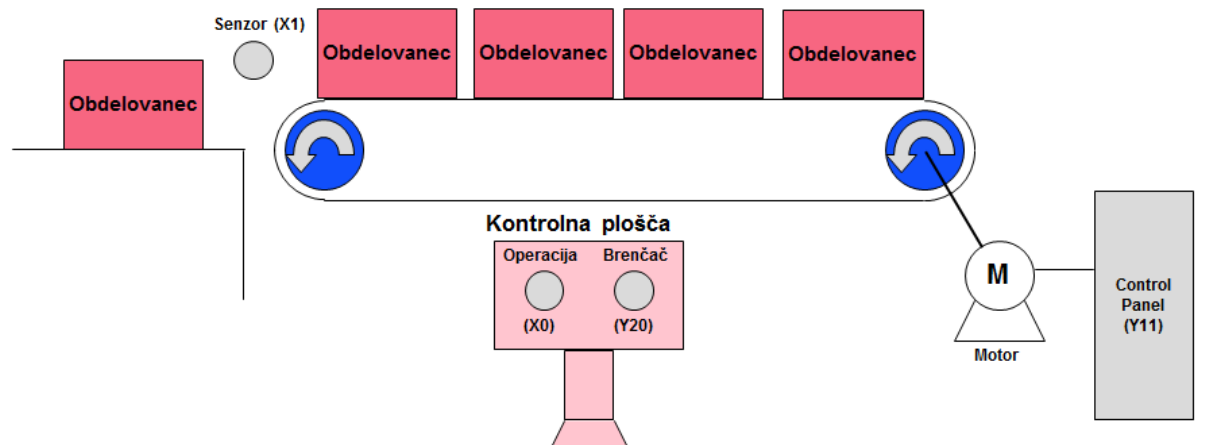 Senzor (X1)
Obdelovanec
Obdelovanec
Obdelovanec
Obdelovanec
Obdelovanec
Kontrolna plošča
Operacija
Brenčač
(X0)
(Y20)
M
Motor
Control
Panel
(Y11)